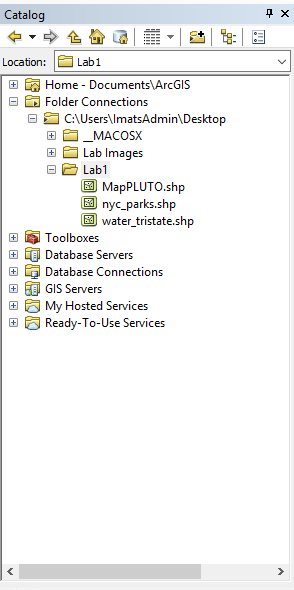 Catalog
Location: Lab1
Home - Documents\ArcGIS
Folder Connections
C:\Users\ImatsAdmin\Desktop
__MACOSX
Lab Images
Lab1
MapPLUTO.shp
nyc_parks.shp
water_tristate.shp
Toolboxes
Database Servers
Database Connections
GIS Servers
My Hosted Services
Ready-To-Use Services